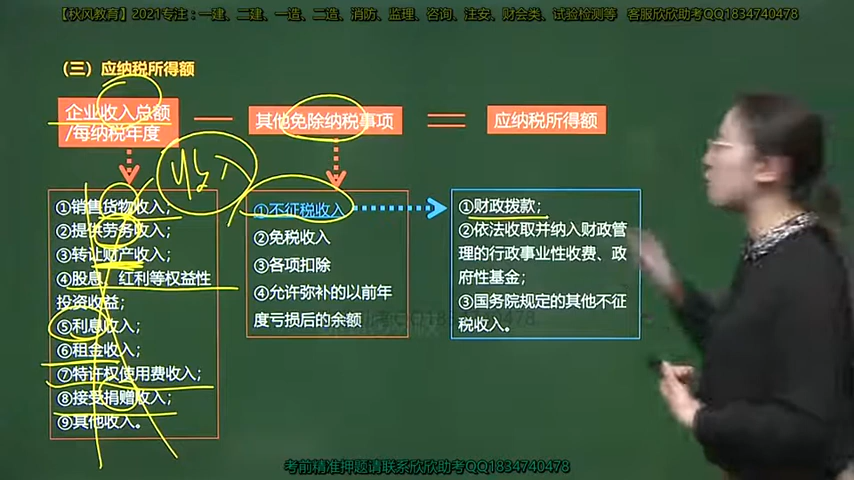 【秋风教育】2021专注：一建、二建、一造、二造、消防、监理、咨询、注安、财会类、试验检测等 客服欣欣助考QQ1834740478
（三）应纳税所得额
企业收入总额
/每纳税年度
其他免除纳税事项
应纳税所得额
收入
①销售货物收入；
②提供劳务收入；
③转让财产收入；
④股息、红利等权益性
投资收益；
⑤利息收入；
⑥租金收入；
⑦特许权使用费收入；
⑧接受捐赠收入；
⑨其他收入。
①不征税收入
②免税收入
③各项扣除
④允许弥补的以前年
度亏损后的余额
①财政拨款；
②依法收取并纳入财政管
理的行政事业性收费、政
府性基金；
③国务院规定的其他不征
税收入。
考前精准押题请联系欣欣助考QQ1834740478